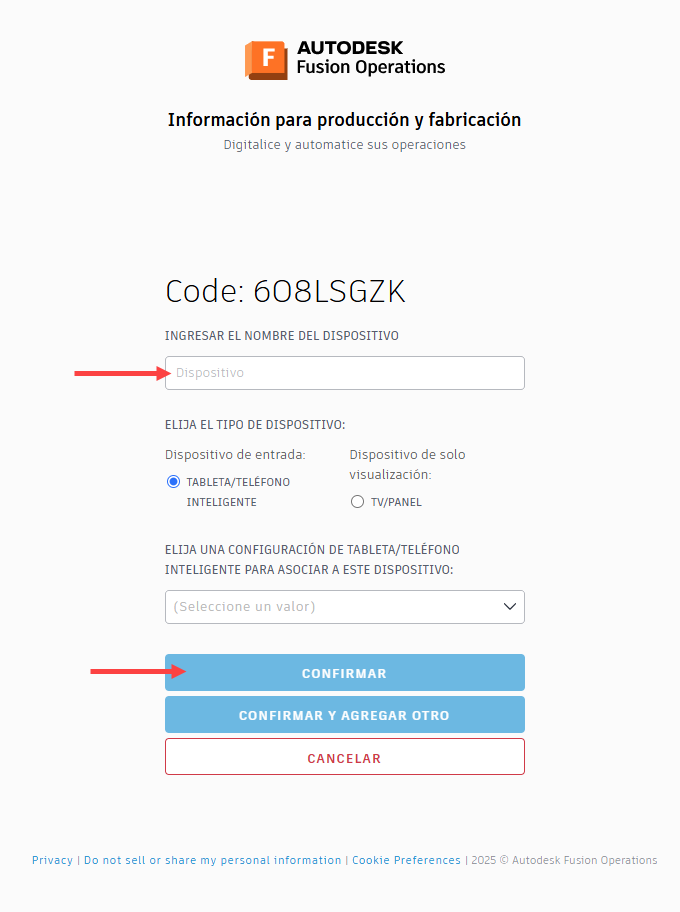 F
AUTODESK
Fusion Operations
Información para producción y fabricación
Digitalice y automatice sus operaciones
Code: 6O8LSGZK
INGRESAR EL NOMBRE DEL DISPOSITIVO
Dispositivo
ELIJA EL TIPO DE DISPOSITIVO:
Dispositivo de entrada:
TABLETA/TELÉFONO
INTELIGENTE
Dispositivo de solo
visualización:
TV/PANEL
ELIJA UNA CONFIGURACIÓN DE TABLETA/TELÉFONO
INTELIGENTE PARA ASOCIAR A ESTE DISPOSITIVO:
(Seleccione un valor)
CONFIRMAR
CONFIRMAR Y AGREGAR OTRO
CANCELAR
Privacy | Do not sell or share my personal information | Cookie Preferences | 2025 © Autodesk Fusion Operations